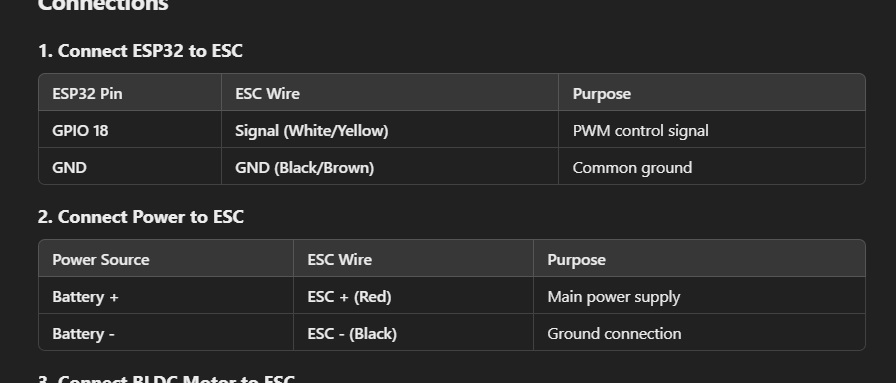 Connections
1. Connect ESP32 to ESC
ESP32 Pin ESC Wire Purpose
GPIO 18 Signal (White/Yellow) PWM control signal
GND GND (Black/Brown) Common ground
2. Connect Power to ESC
Power Source ESC Wire Purpose
Battery + ESC + (Red) Main power supply
Battery - ESC - (Black) Ground connection
3. Connect BLDC Motor to ESC